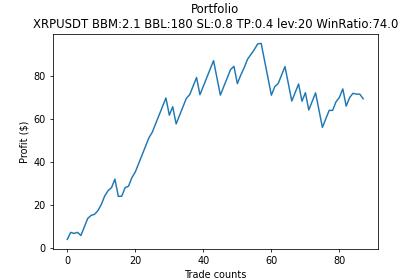 Portfolio
XRPUSDT BBM:2.1 BBL:180 SL:0.8 TP:0.4 lev:20 WinRatio:74.0
Profit ($)
80
60
40
20
0
0 20 40 60 80
Trade counts